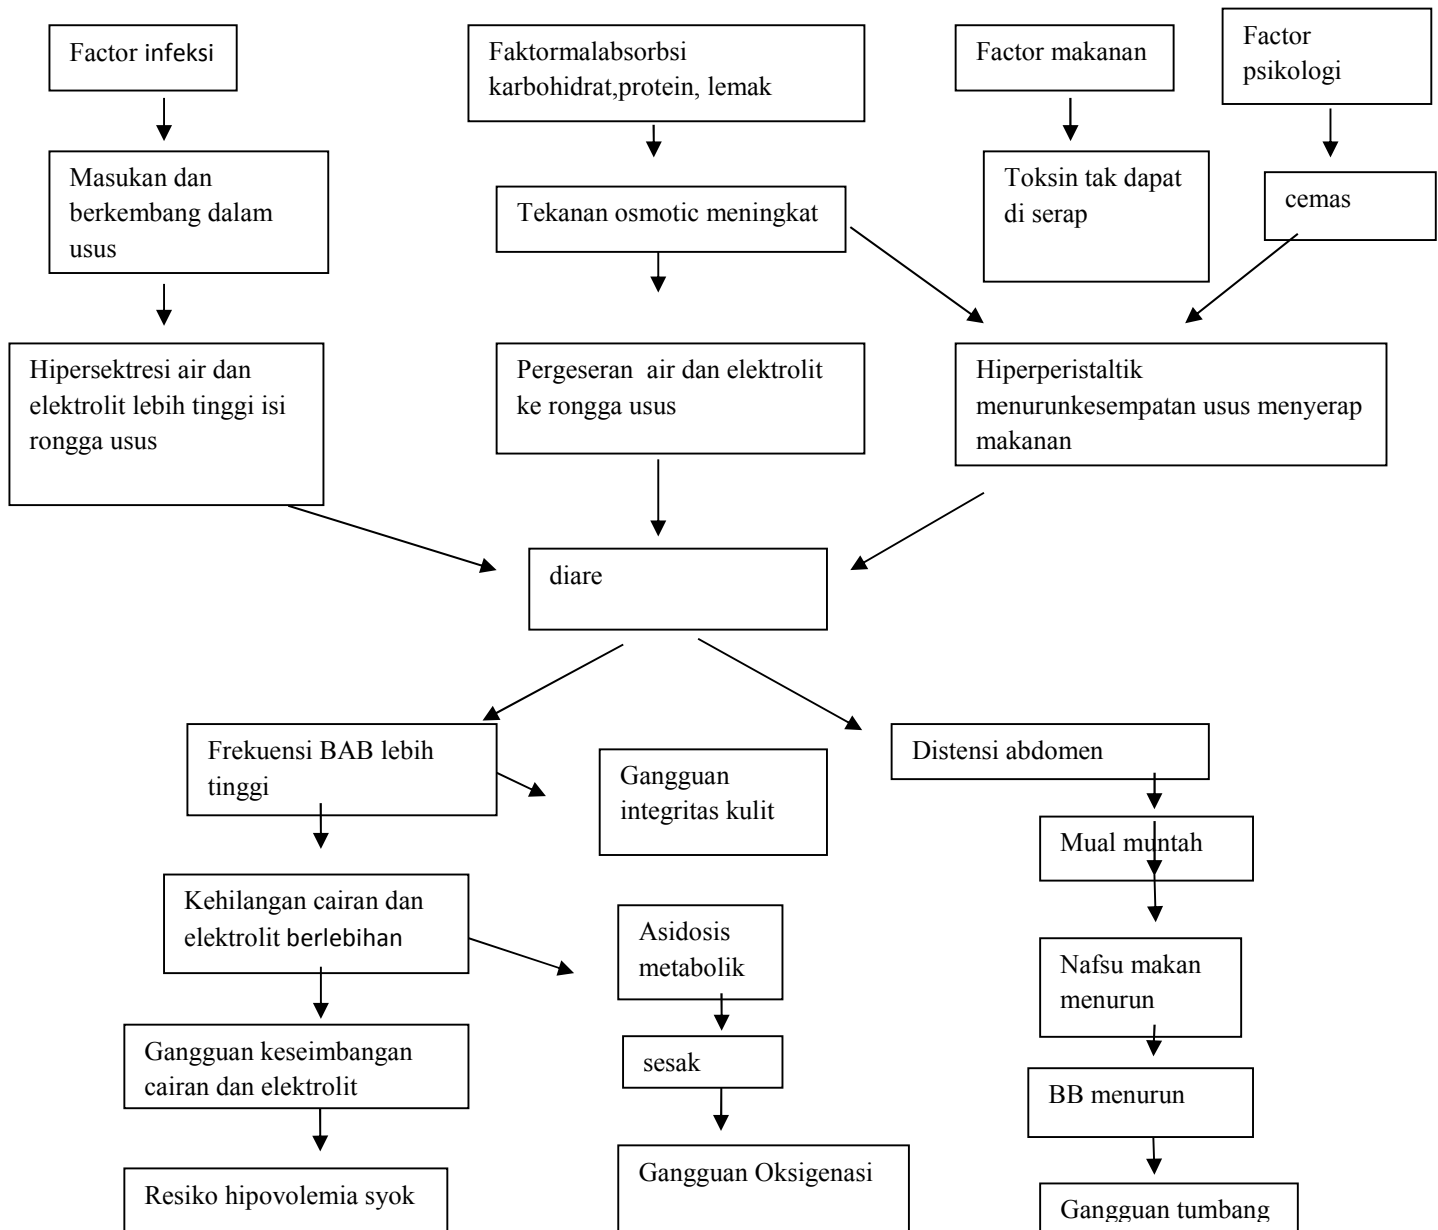 Factor infeksi
Faktormalabsorbsi
karbohidrat,protein, lemak
Factor makanan
Factor
psikologi
Masukan dan
berkembang dalam
usus
Tekanan osmotic meningkat
Toksin tak dapat
di serap
cemas
Hipersektresi air dan
elektrolit lebih tinggi isi
rongga usus
Pergeseran air dan elektrolit
ke rongga usus
Hiperperistaltik
menurunkesempatan usus menyerap
makanan
diare
Frekuensi BAB lebih
tinggi
Gangguan
integritas kulit
Distensi abdomen
Mual muntah
Kehilangan cairan dan
elektrolit berlebihan
Asidosis
metabolik
Nafsu makan
menurun
Gangguan keseimbangan
cairan dan elektrolit
sesak
BB menurun
Resiko hipovolemia syok
Gangguan Oksigenasi
Gangguan tumbang